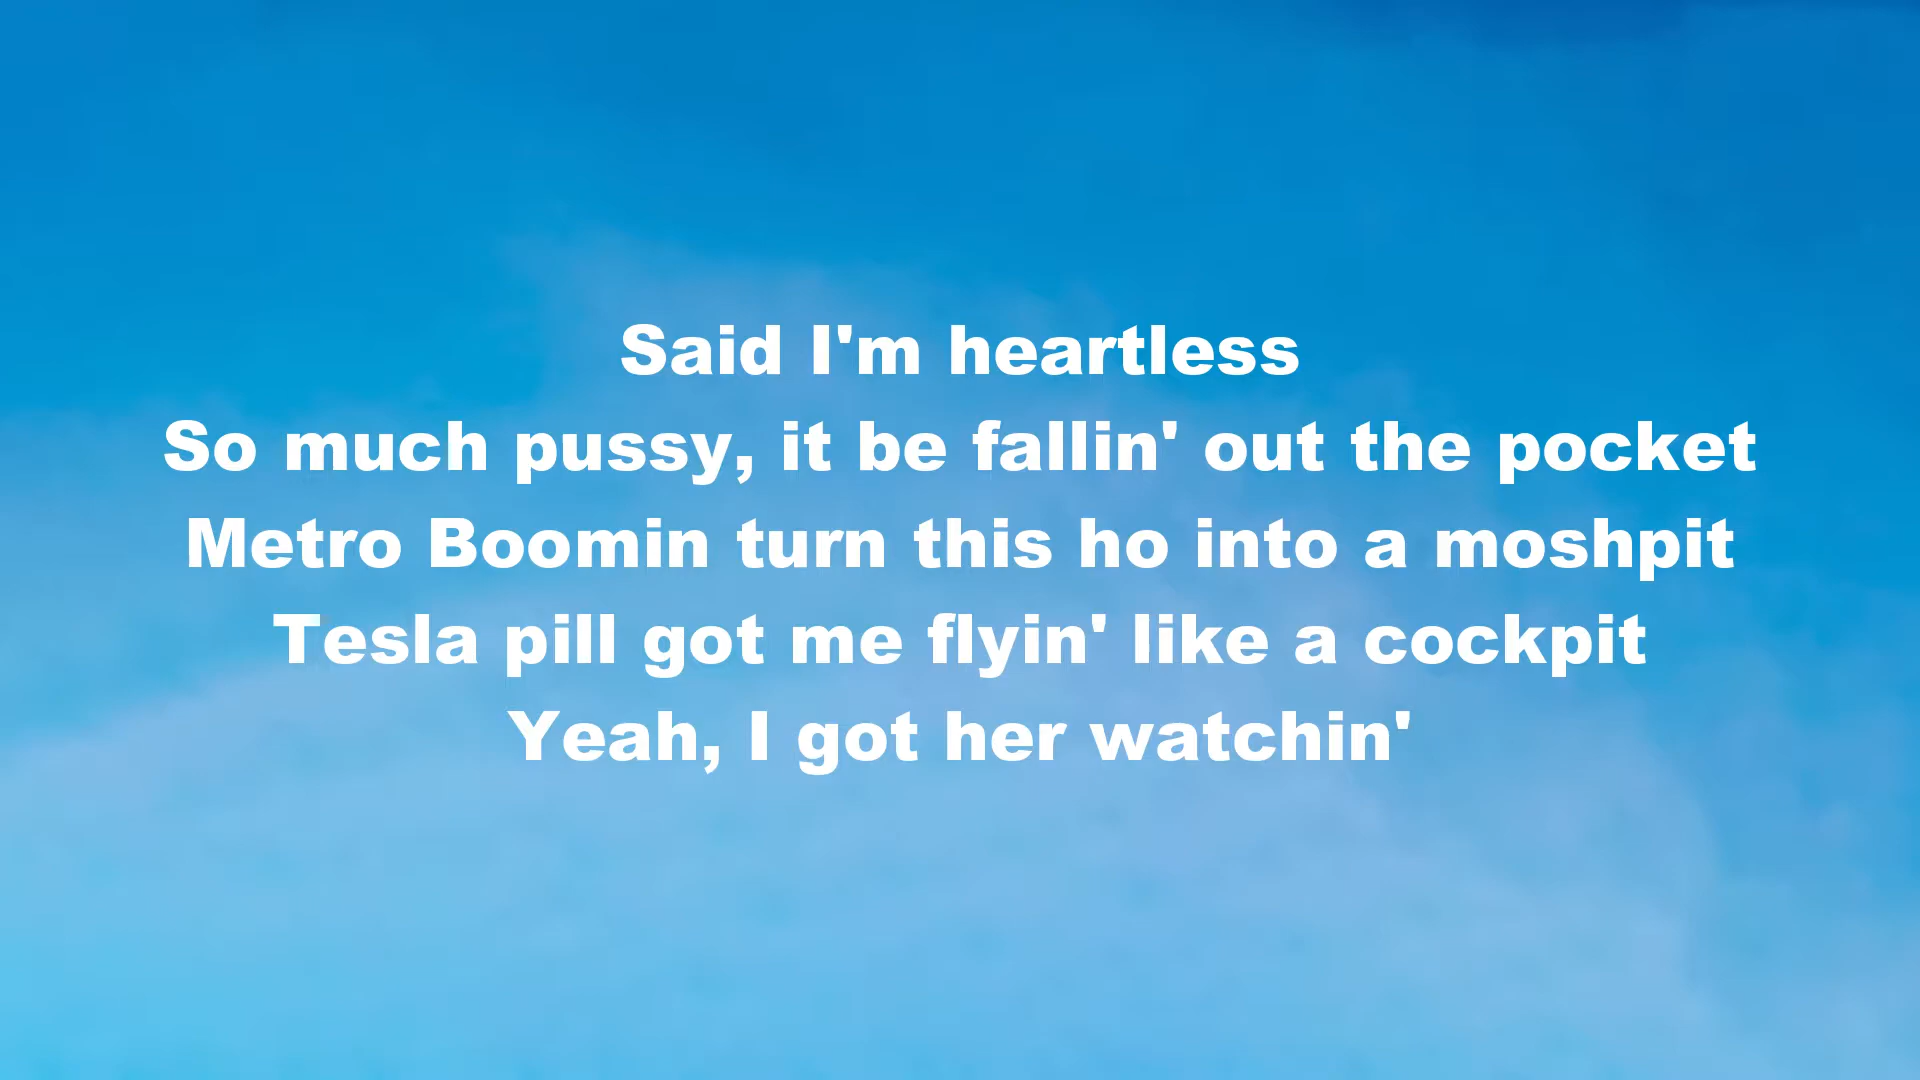 Said I'm heartless
So much pussy, it be fallin' out the pocket
Metro Boomin turn this ho into a moshpit
Tesla pill got me flyin' like a cockpit
Yeah, I got her watchin'